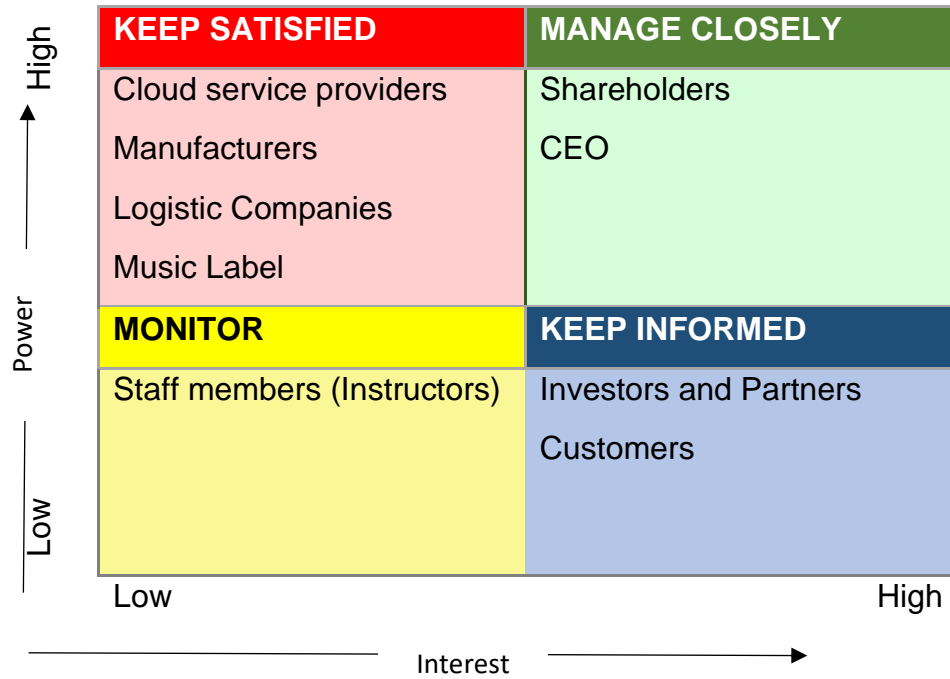 High
KEEP SATISFIED
MANAGE CLOSELY
Cloud service providers
Manufacturers
Logistic Companies
Music Label
Shareholders
CEO
Power
MONITOR
KEEP INFORMED
Staff members (Instructors)
Investors and Partners
Customers
Low
Low
High
Interest